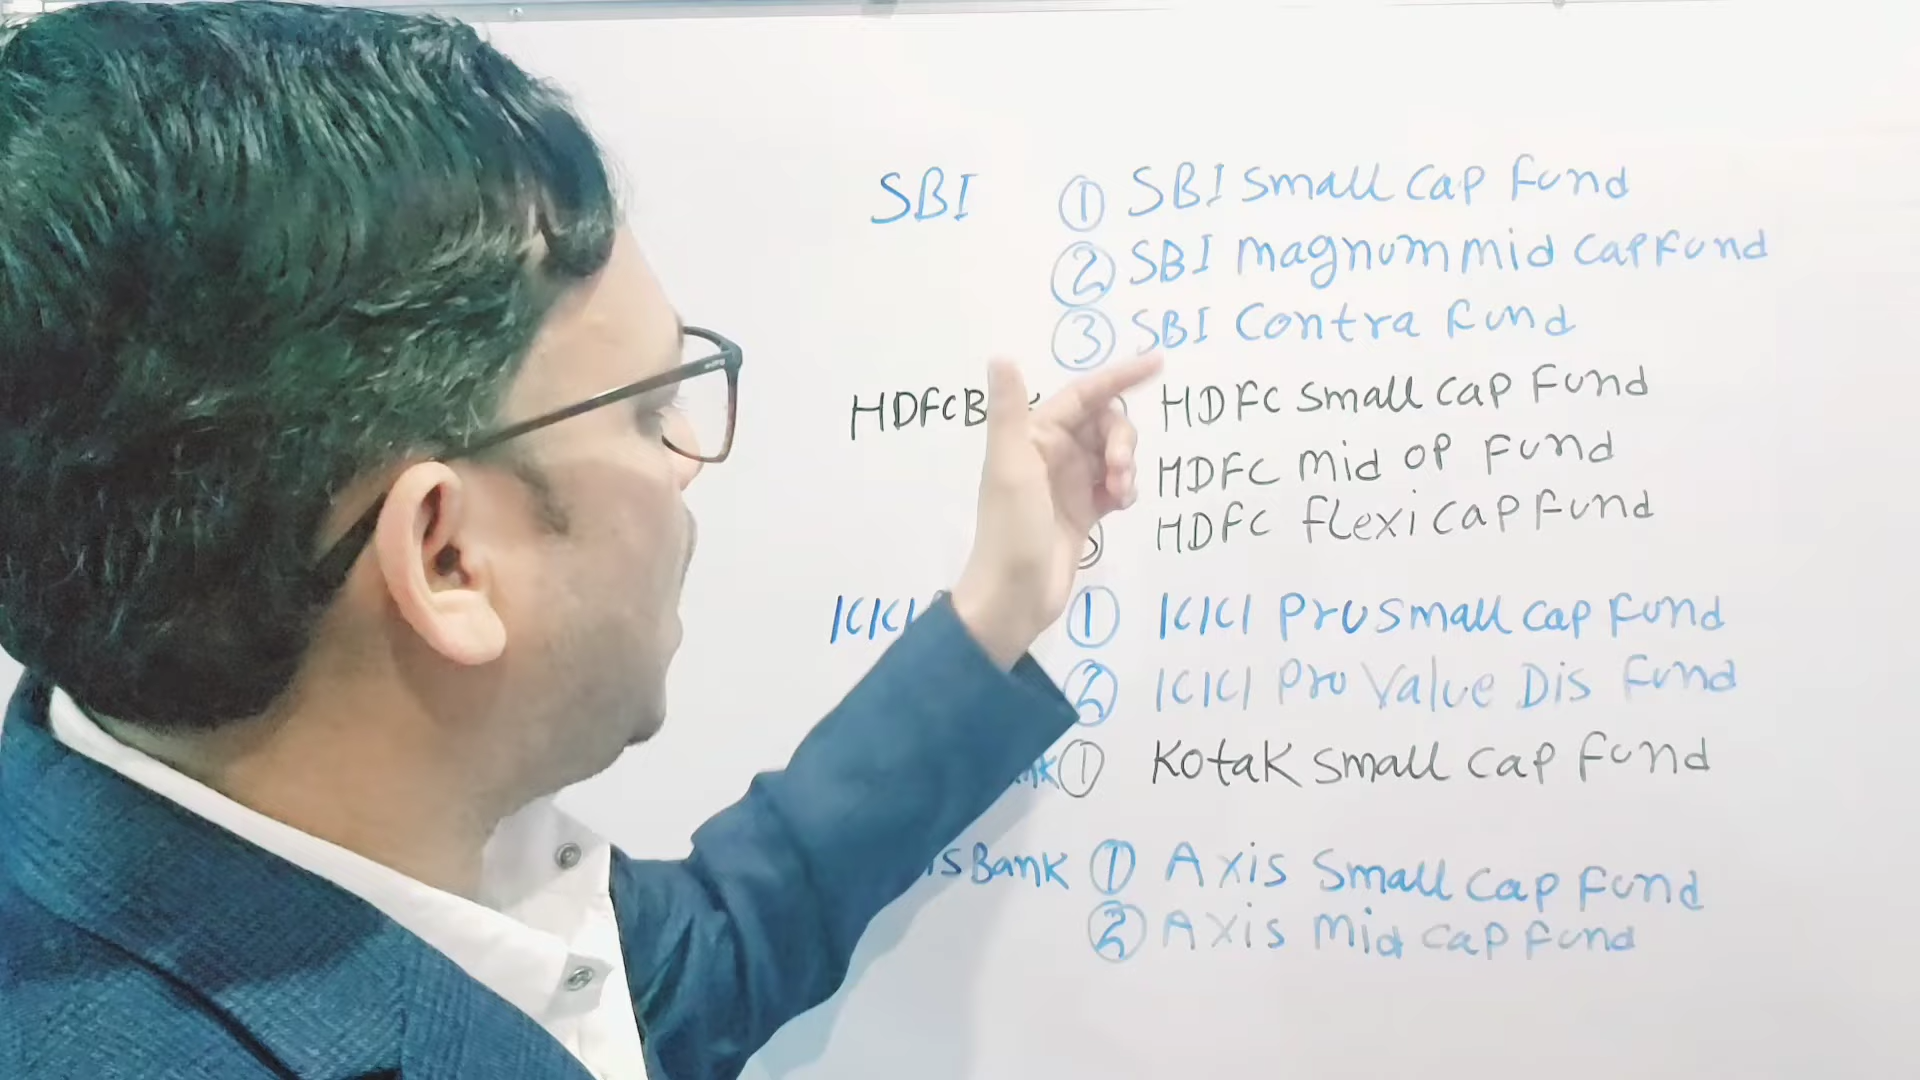 SBI ① SBI Small Cap Fund
② SBI Magnum Mid Cap Fund
③ SBI Contra Fund
HDFC HDFC Small Cap Fund
HDFC Mid OP Fund
HDFC Flexi Cap Fund
ICICI ① ICICI Pru Small Cap Fund
② ICICI Pru Value Dis Fund
① Kotak Small Cap Fund
Bank ① Axis Small Cap Fund
② Axis Mid Cap Fund